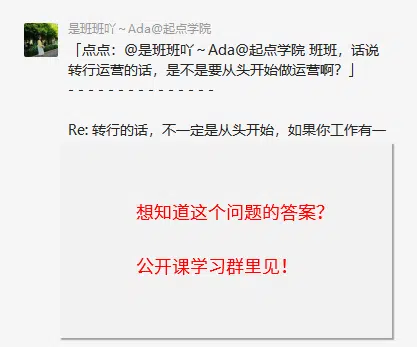 是班班吖～Ada@起点学院
「点点：@是班班吖～Ada@起点学院 班班，话说
转行运营的话，是不是要从头开始做运营啊？」
- - - - - - - - - - - - - - -
Re: 转行的话，不一定是从头开始，如果你工作有一
想知道这个问题的答案？
公开课学习群里见！